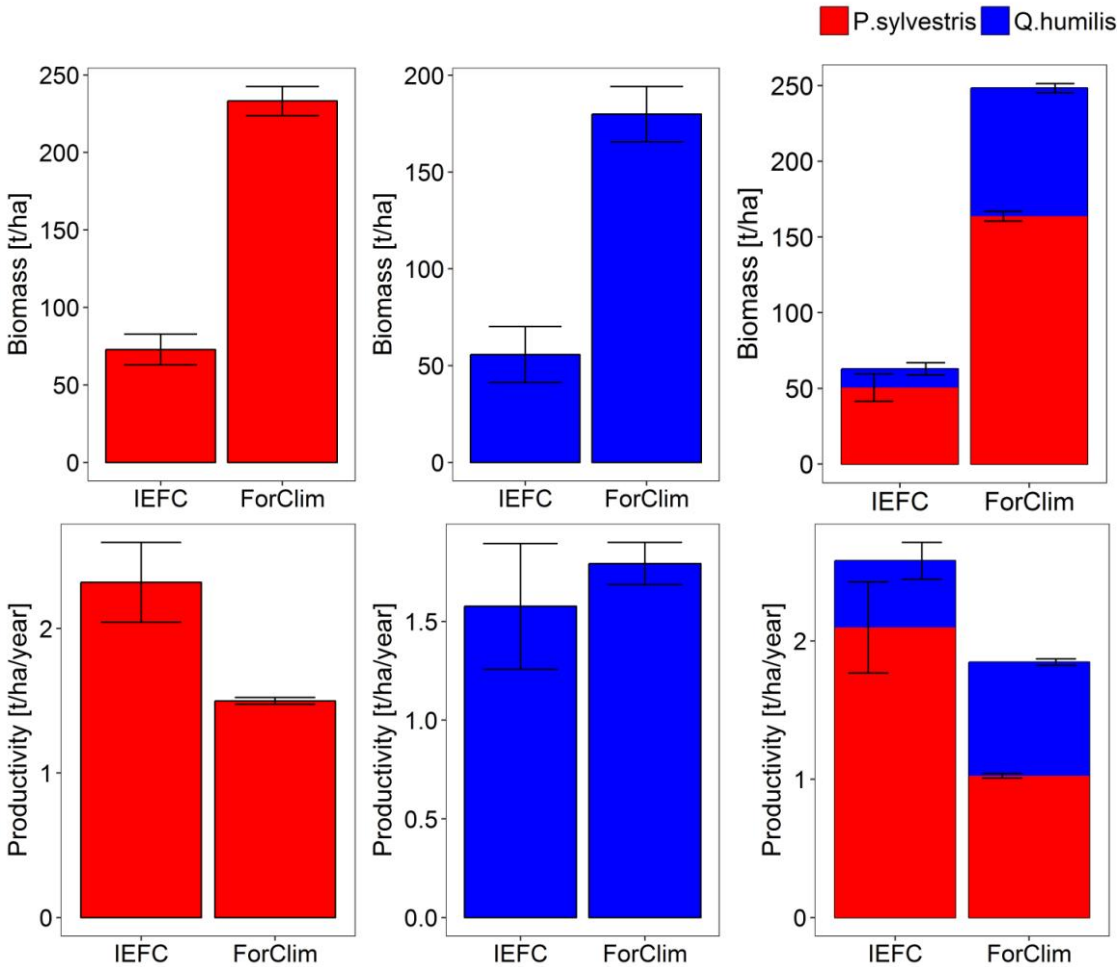 P.sylvestris Q.humilis
Biomass [t/ha]
250
200
150
100
50
0
IEFC ForClim
Biomass [t/ha]
200
150
100
50
0
IEFC ForClim
Biomass [t/ha]
250
200
150
100
50
0
IEFC ForClim
Productivity [t/ha/year]
2
1
0
IEFC ForClim
Productivity [t/ha/year]
1.5
1.0
0.5
0.0
IEFC ForClim
Productivity [t/ha/year]
2
1
0
IEFC ForClim